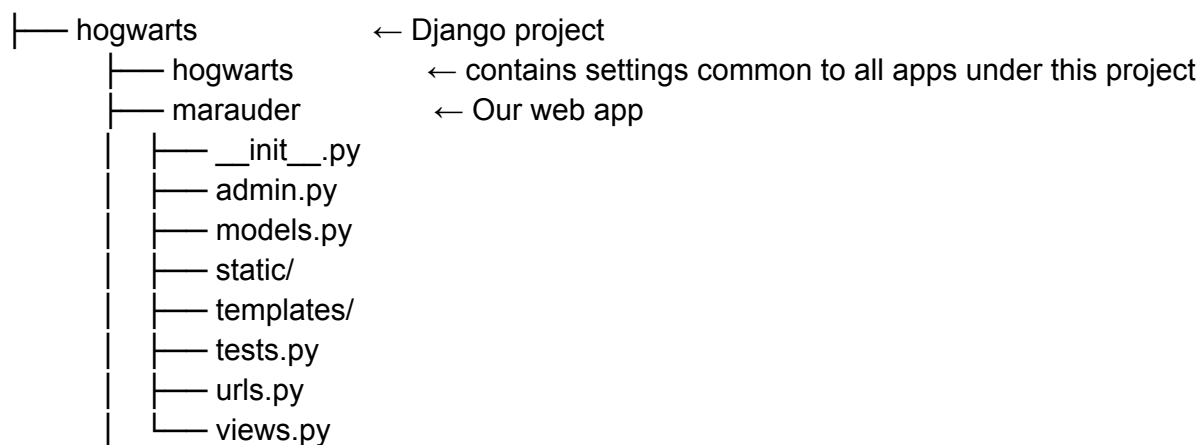 ├── hogwarts ← Django project
├── hogwarts ← contains settings common to all apps under this project
├── marauder ← Our web app
│ ├── __init__.py
│ ├── admin.py
│ ├── models.py
│ ├── static/
│ ├── templates/
│ ├── tests.py
│ ├── urls.py
│ └── views.py